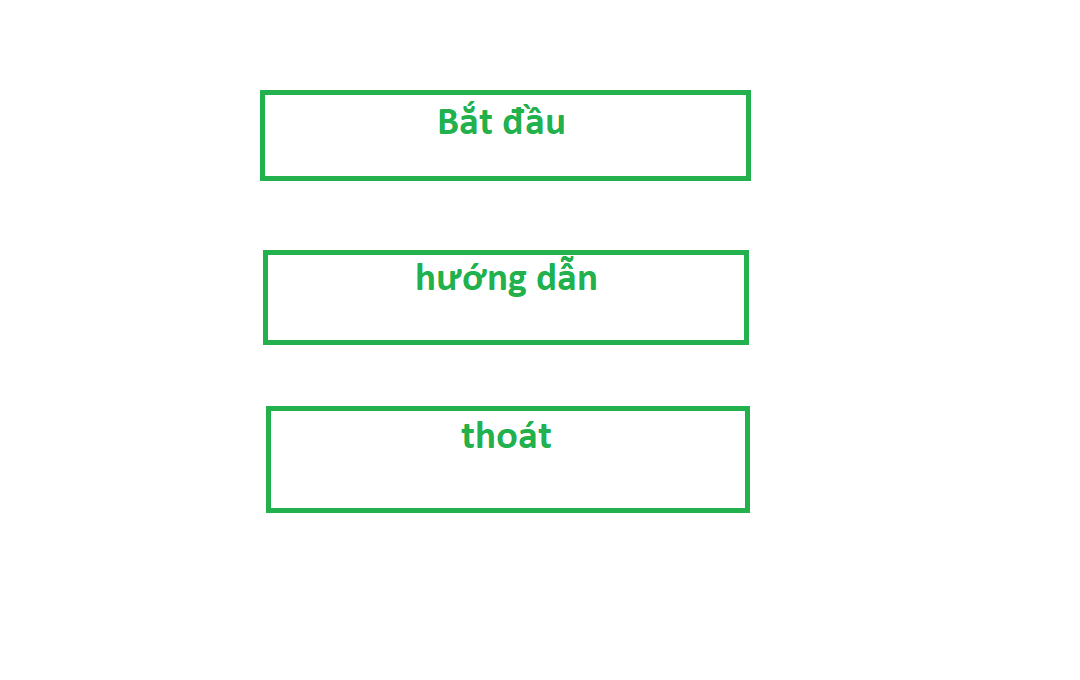 Bắt đầu
hướng dẫn
thoát